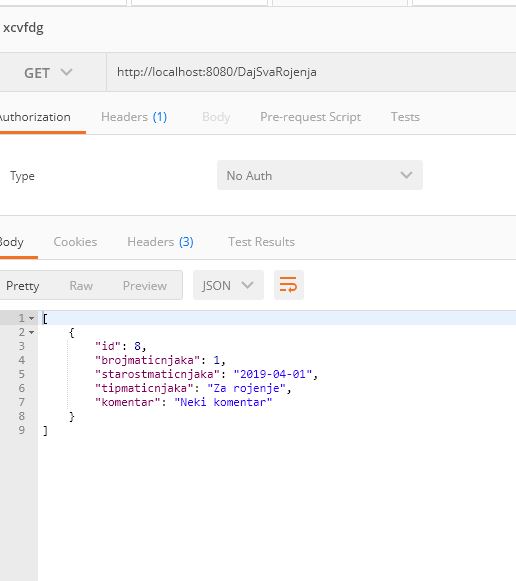 xcvfdg
GET http://localhost:8080/DajSvaRojenja
Authorization Headers (1) Body Pre-request Script Tests
Type No Auth
Body Cookies Headers (3) Test Results
Pretty Raw Preview JSON
1 [
2 {
3 "id": 8,
4 "brojmaticnjaka": 1,
5 "starostmaticnjaka": "2019-04-01",
6 "tipmaticnjaka": "Za rojenje",
7 "komentar": "Neki komentar"
8 }
9 ]